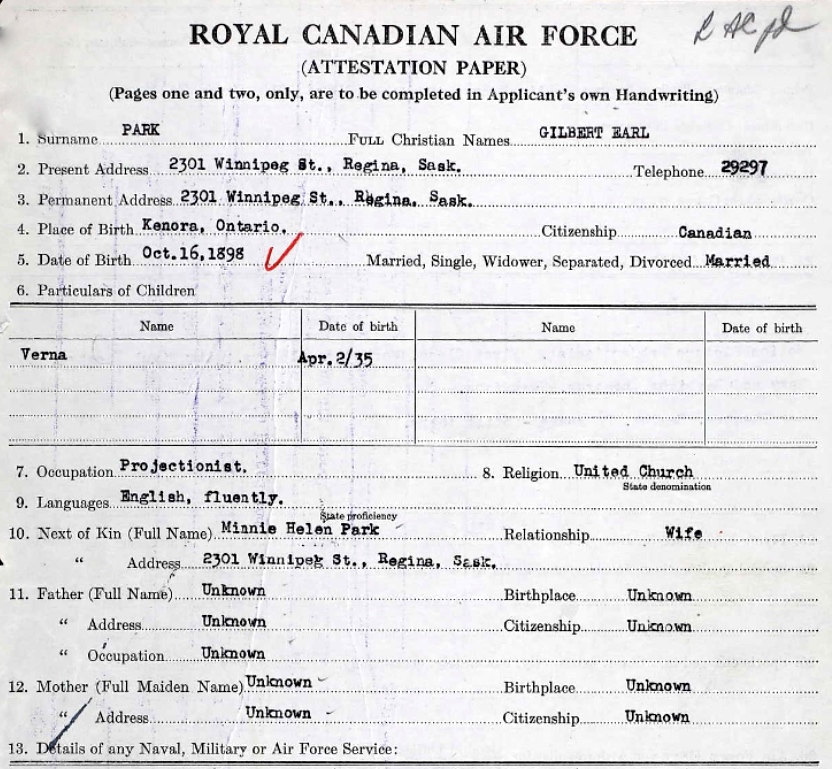 ROYAL CANADIAN AIR FORCE
(ATTESTATION PAPER)
(Pages one and two, only, are to be completed in Applicant's own Handwriting)
1. Surname PARK FULL Christian Names GILBERT EARL
2. Present Address 2301 Winnipeg St., Regina, Sask. Telephone 29297
3. Permanent Address 2301 Winnipeg St., Regina, Sask.
4. Place of Birth Kenora, Ontario. Citizenship Canadian
5. Date of Birth Oct.16,1898 Married, Single, Widower, Separated, Divorced Married
6. Particulars of Children
Name Date of birth Name Date of birth
Verna Apr.2/35
7. Occupation Projectionist. 8. Religion United Church
State denomination
9. Languages English, fluently.
State proficiency
10. Next of Kin (Full Name) Minnie Helen Park Relationship Wife
" Address 2301 Winnipeg St., Regina, Sask.
11. Father (Full Name) Unknown Birthplace Unknown
" Address Unknown Citizenship Unknown
" Occupation Unknown
12. Mother (Full Maiden Name) Unknown Birthplace Unknown
" Address Unknown Citizenship Unknown
13. Details of any Naval, Military or Air Force Service: